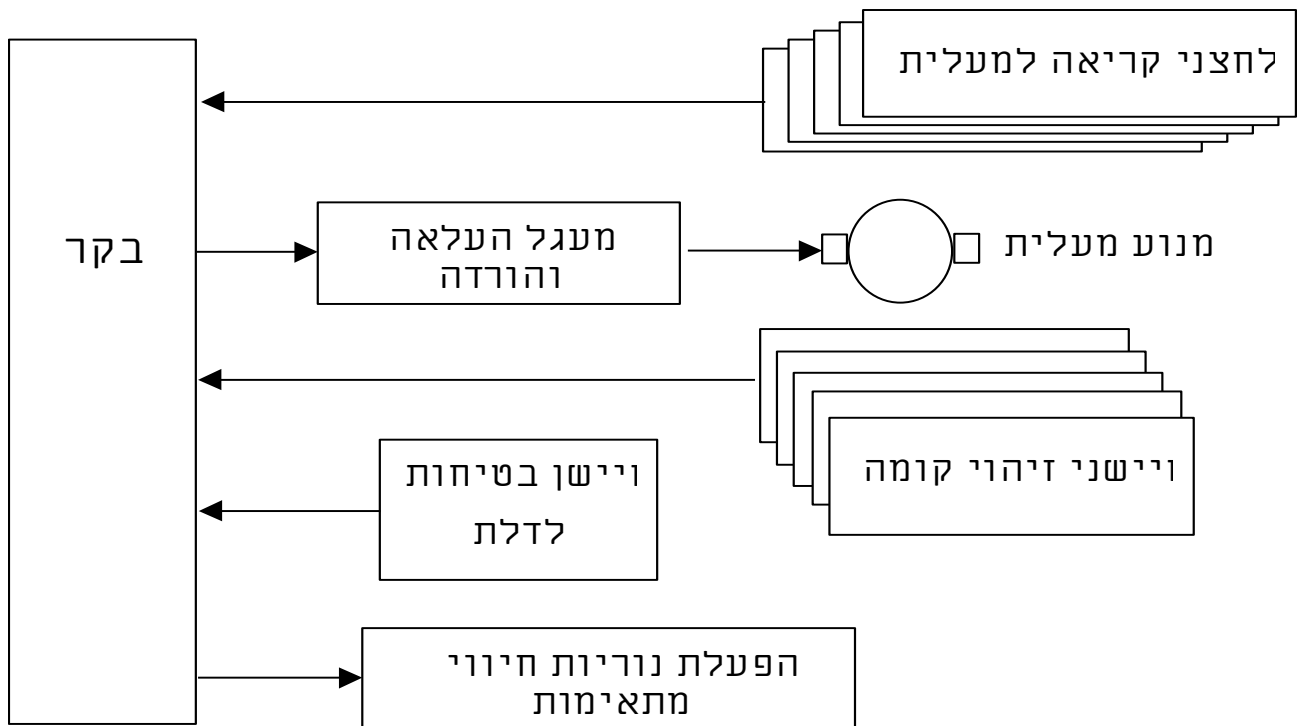 לחצני קריאה למעלית
בקר
מעגל העלאה
והורדה
מנוע מעלית
ויישני זיהוי קומה
ויישן בטיחות
לדלת
הפעלת נוריות חיווי
מתאימות